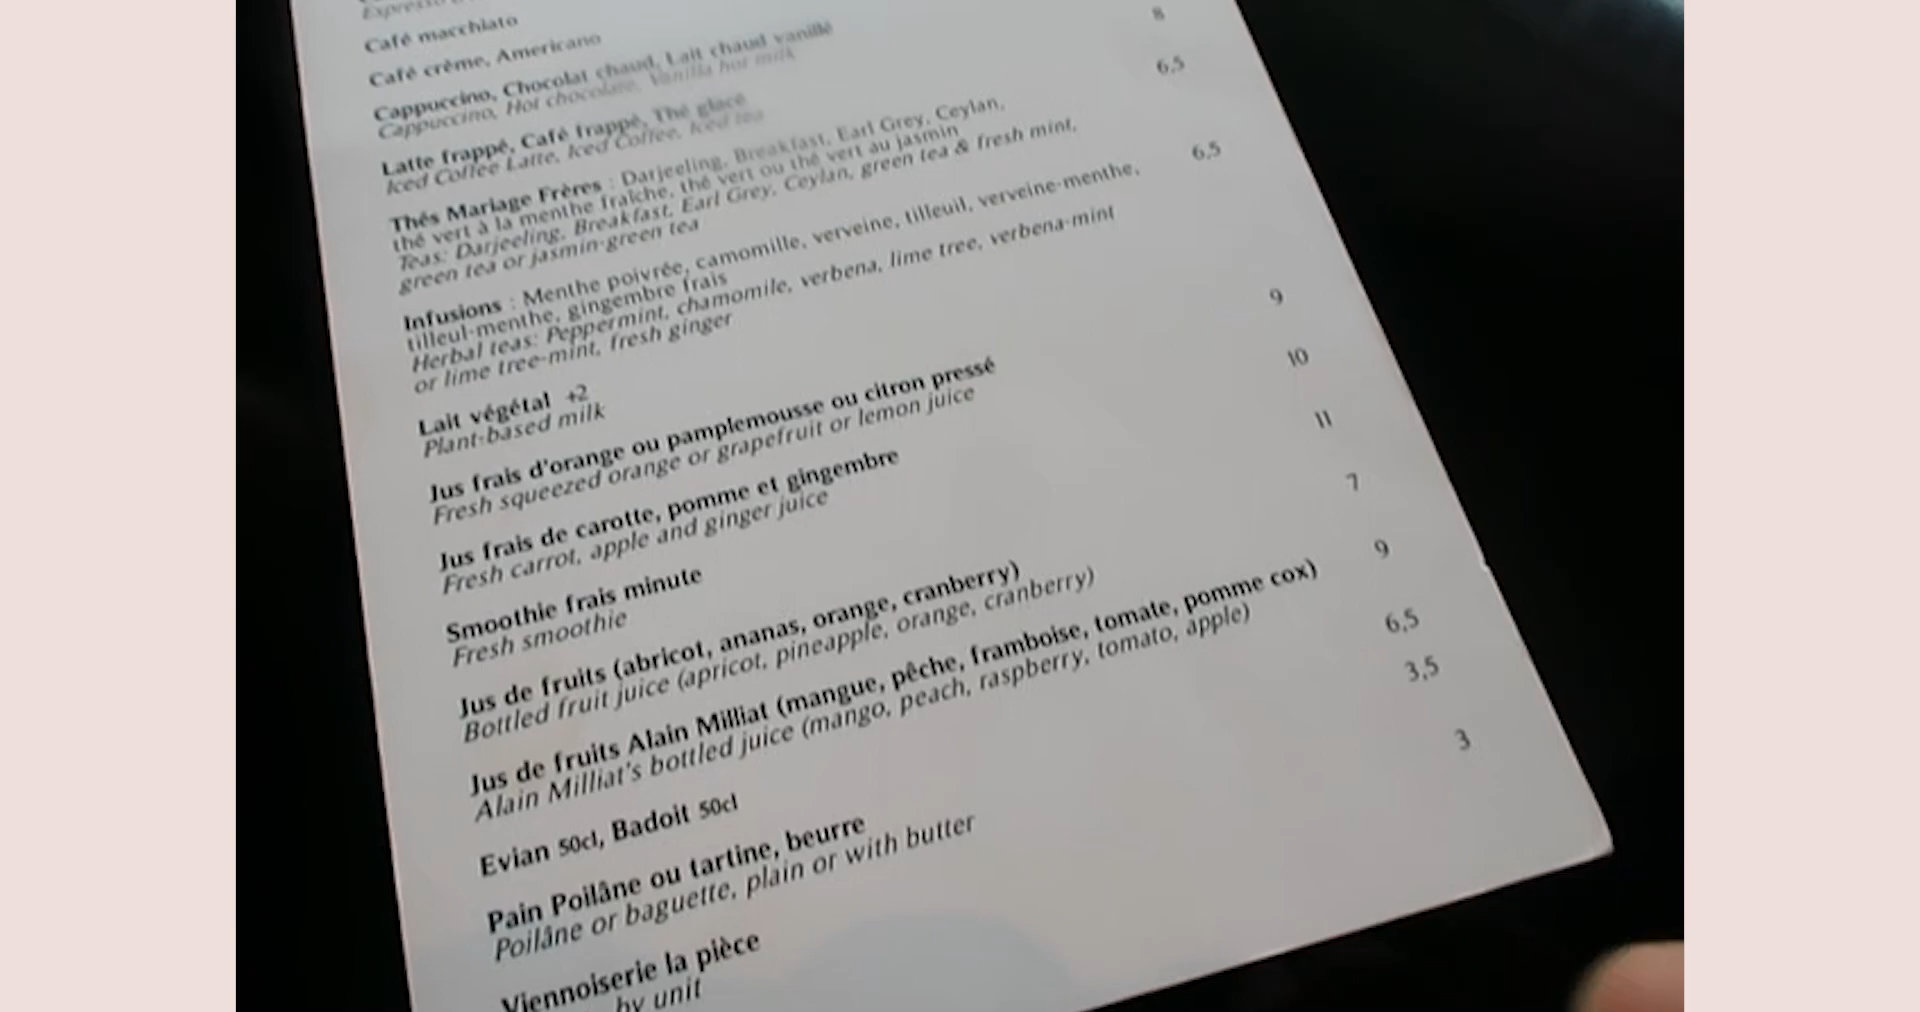 Expresso
Café macchiato
Café crème, Americano
Cappuccino, Chocolat chaud, Lait chaud vanillé 8
Cappuccino, Hot chocolate, Vanilla hot milk
Latte frappé, Café frappé, Thé glacé
Iced Coffee Latte, Iced Coffee, Iced tea
Thés Mariage Frères : Darjeeling, Breakfast, Earl Grey, Ceylan, 6,5
thé vert à la menthe fraîche, thé vert ou thé vert au jasmin
Teas: Darjeeling, Breakfast, Earl Grey, Ceylan, green tea & fresh mint,
green tea or jasmin-green tea
Infusions : Menthe poivrée, camomille, verveine, tilleuil, verveine-menthe, 6,5
tilleul-menthe, gingembre frais
Herbal teas: Peppermint, chamomile, verbena, lime tree, verbena-mint
or lime tree-mint, fresh ginger
Lait végétal +2
Plant-based milk
Jus frais d'orange ou pamplemousse ou citron pressé 9
Fresh squeezed orange or grapefruit or lemon juice
Jus frais de carotte, pomme et gingembre 10
Fresh carrot, apple and ginger juice
Smoothie frais minute 11
Fresh smoothie
Jus de fruits (abricot, ananas, orange, cranberry) 7
Bottled fruit juice (apricot, pineapple, orange, cranberry)
Jus de fruits Alain Milliat (mangue, pêche, framboise, tomate, pomme cox) 9
Alain Milliat's bottled juice (mango, peach, raspberry, tomato, apple)
Evian 50cl, Badoit 50cl 6,5
Pain Poilâne ou tartine, beurre 3,5
Poilâne or baguette, plain or with butter
Viennoiserie la pièce 3
by unit